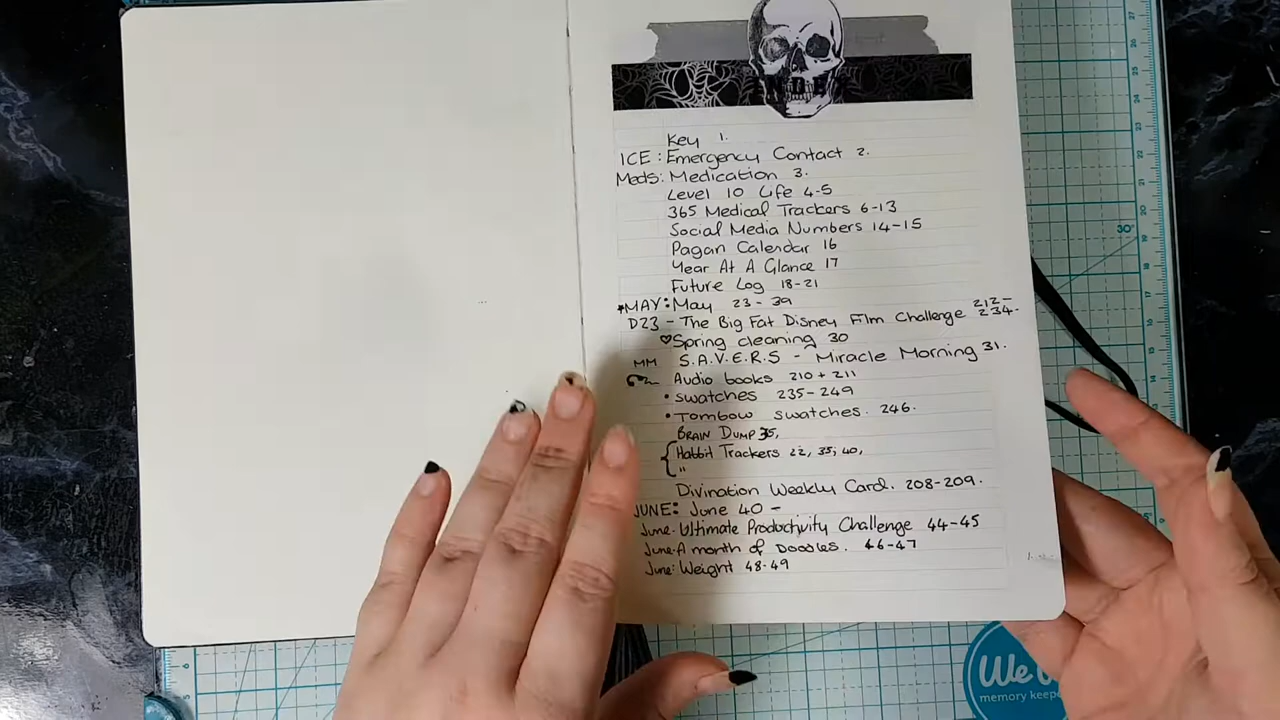 Key 1.
ICE: Emergency Contact 2.
Meds: Medication 3.
Level 10 Life 4-5
365 Medical Trackers 6-13
Social Media Numbers 14-15
Pagan Calendar 16
Year At A Glance 17
Future Log 18-21
*MAY: May 23-39
D23 - The Big Fat Disney Film Challenge 212-234.
♡Spring cleaning 30
MM S.A.V.E.R.S - Miracle Morning 31.
Audio books 210 + 211
• Swatches 235-249
• Tombow swatches. 246.
BRAIN DUMP 35,
{Habbit Trackers 22, 35, 40,
"
Divination Weekly Card. 208-209.
JUNE: June 40 -
June. Ultimate Productivity Challenge 44-45
June. A month of Doodles. 46-47
June: Weight 48-49
30°
We
memory keepe